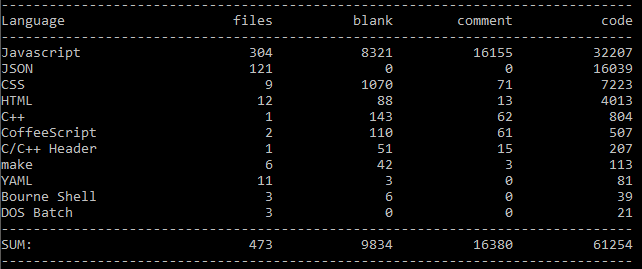 Language files blank comment code
Javascript 304 8321 16155 32207
JSON 121 0 0 16039
CSS 9 1070 71 7223
HTML 12 88 13 4013
C++ 1 143 62 804
CoffeeScript 2 110 61 507
C/C++ Header 1 51 15 207
make 6 42 3 113
YAML 11 3 0 81
Bourne Shell 3 6 0 39
DOS Batch 3 0 0 21
SUM: 473 9834 16380 61254